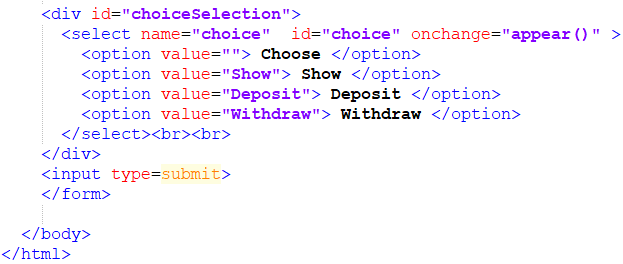 <div id="choiceSelection">
<select name="choice"  id="choice" onchange="appear()" >
<option value=""> Choose </option>
<option value="Show"> Show </option>
<option value="Deposit"> Deposit </option>
<option value="Withdraw"> Withdraw </option>
</select><br><br>
</div>
<input type=submit>
</form>
</body>
</html>